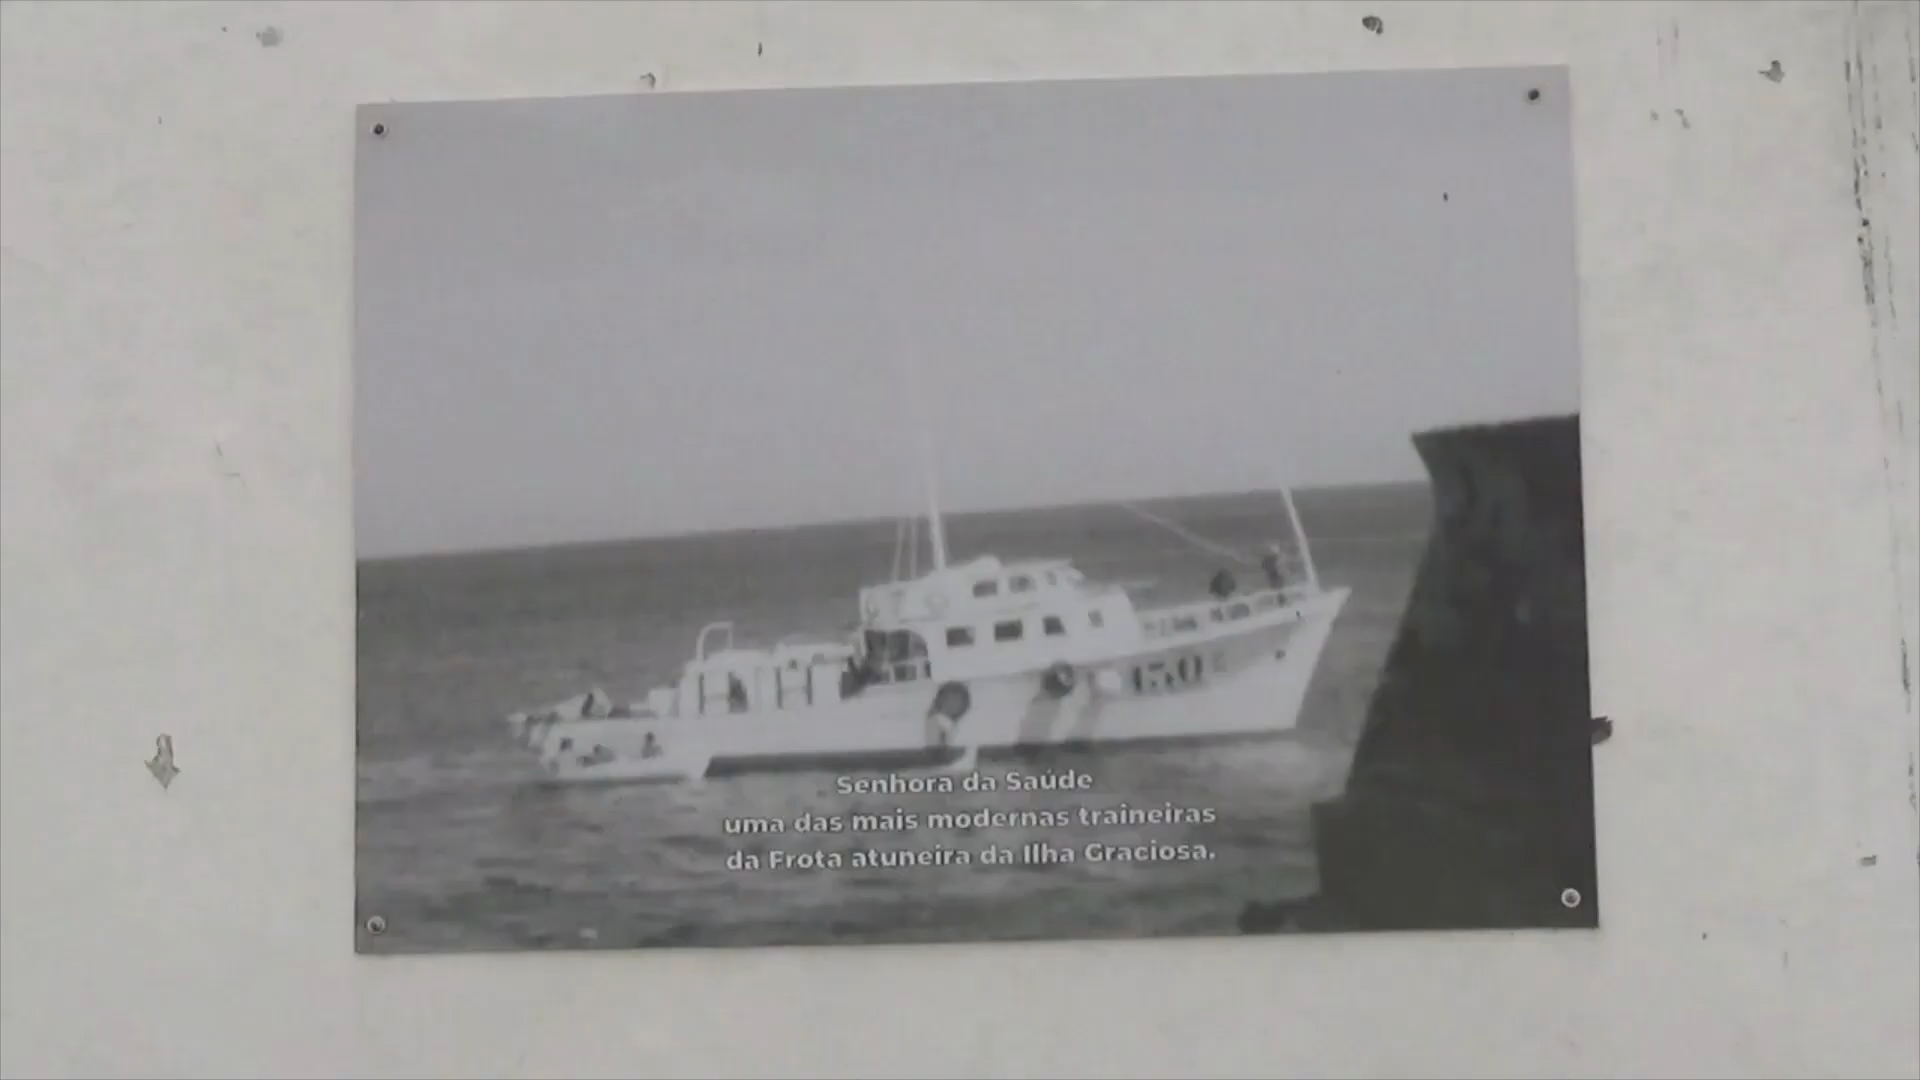 Senhora da Saúde
uma das mais modernas traineiras
da Frota atuneira da Ilha Graciosa.